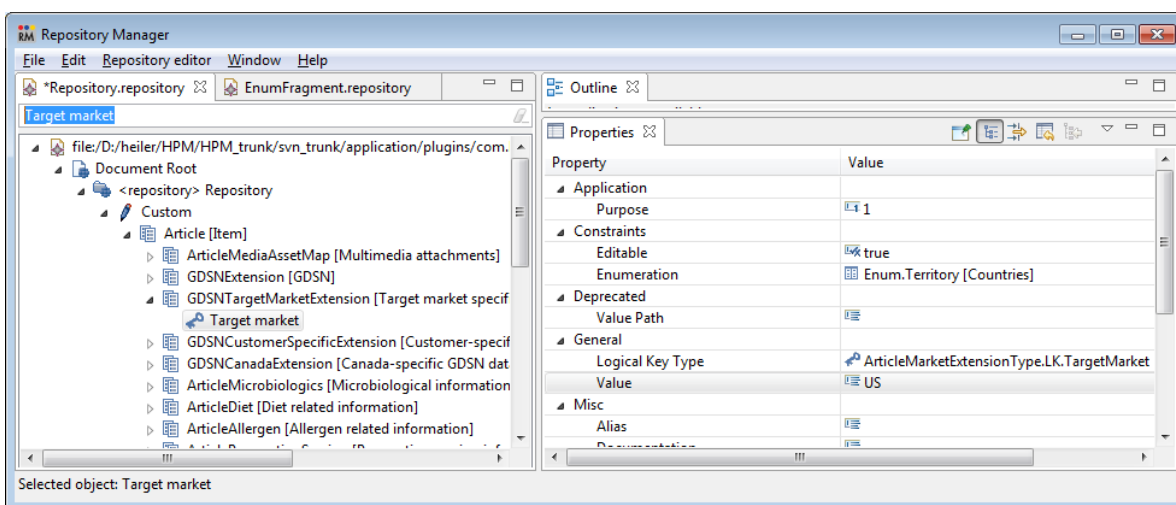 Repository Manager
File Edit Repository editor Window Help
*Repository.repository EnumFragment.repository
Target market
file:/D:/heiler/HPM/HPM_trunk/svn_trunk/application/plugins/com.
Document Root
<repository> Repository
Custom
Article [Item]
ArticleMediaAssetMap [Multimedia attachments]
GDSNExtension [GDSN]
GDSNTargetMarketExtension [Target market specif
Target market
GDSNCustomerSpecificExtension [Customer-specif
GDSNCanadaExtension [Canada-specific GDSN dat
ArticleMicrobiologics [Microbiological information
ArticleDiet [Diet related information]
ArticleAllergen [Allergen related information]
Selected object: Target market
Outline
Properties
Property Value
Application
Purpose 1
Constraints
Editable true
Enumeration Enum.Territory [Countries]
Deprecated
Value Path
General
Logical Key Type ArticleMarketExtensionType.LK.TargetMarket
Value US
Misc
Alias